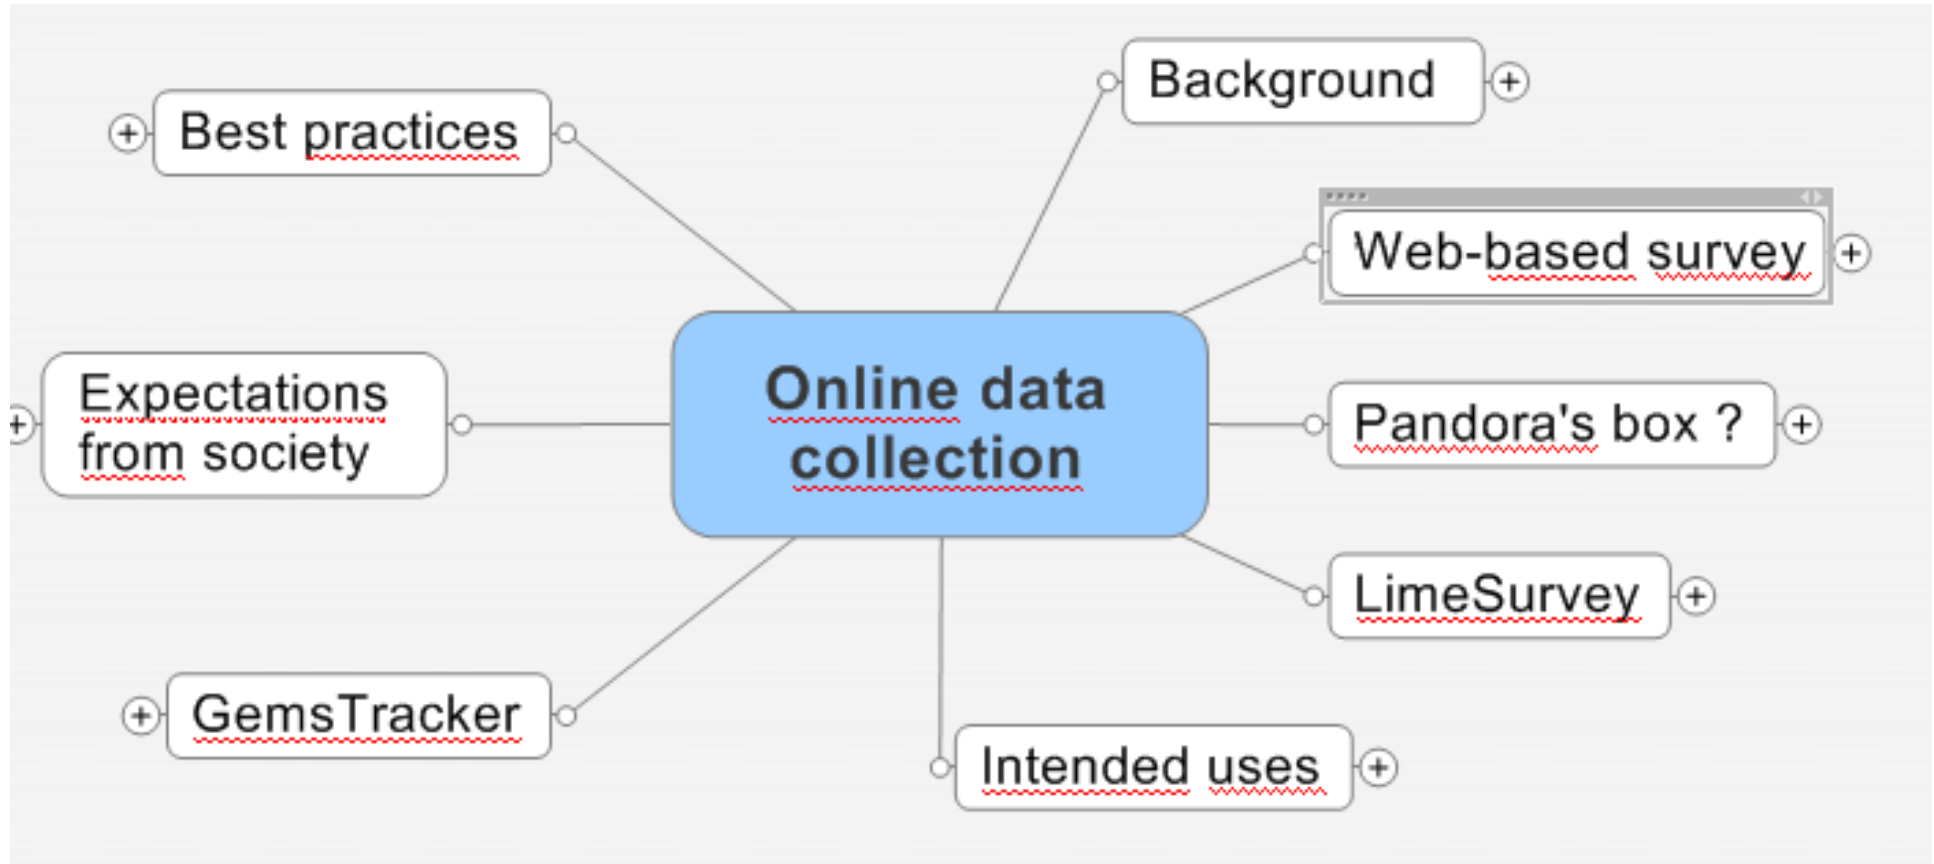 Background
Best practices
Web-based survey
Online data
collection
Expectations
from society
Pandora's box ?
LimeSurvey
GemsTracker
Intended uses